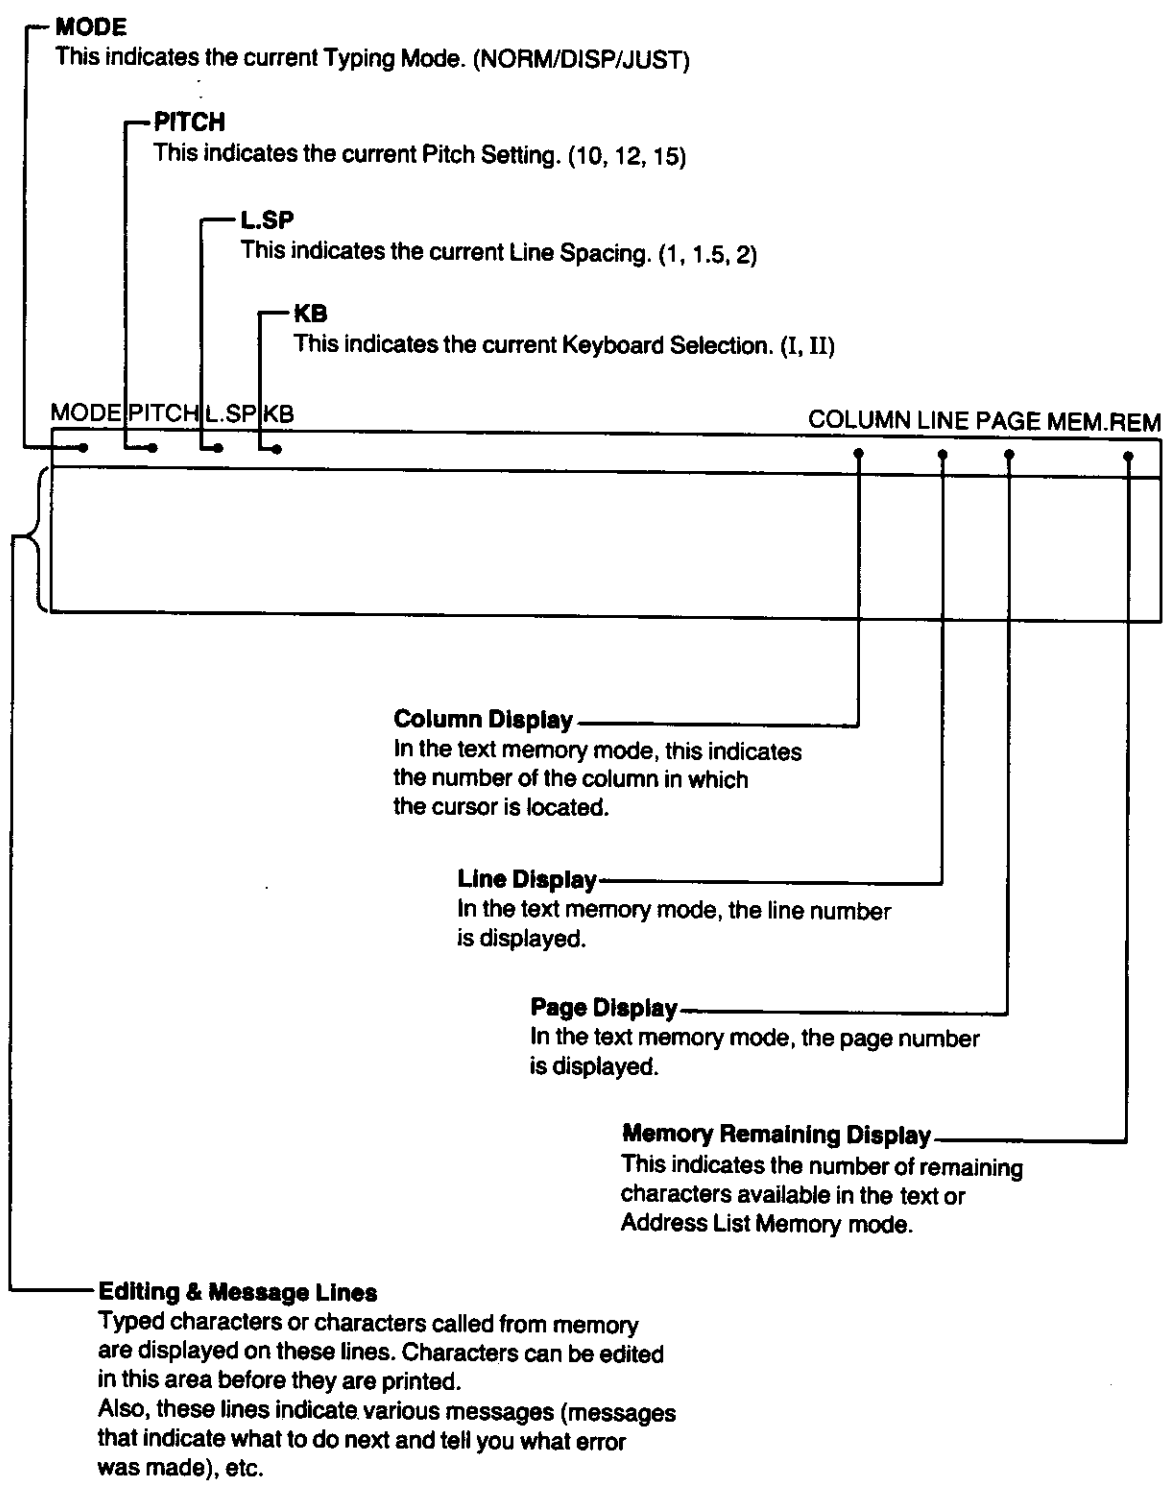 MODE
This indicates the current Typing Mode. (NORM/DISP/JUST)
PITCH
This indicates the current Pitch Setting. (10, 12, 15)
L.SP
This indicates the current Line Spacing. (1, 1.5, 2)
KB
This indicates the current Keyboard Selection. (I, II)
MODE PITCH L.SP KB
COLUMN LINE PAGE MEM.REM
Column Display
In the text memory mode, this indicates
the number of the column in which
the cursor is located.
Line Display
In the text memory mode, the line number
is displayed.
Page Display
In the text memory mode, the page number
is displayed.
Memory Remaining Display
This indicates the number of remaining
characters available in the text or
Address List Memory mode.
Editing & Message Lines
Typed characters or characters called from memory
are displayed on these lines. Characters can be edited
in this area before they are printed.
Also, these lines indicate various messages (messages
that indicate what to do next and tell you what error
was made), etc.